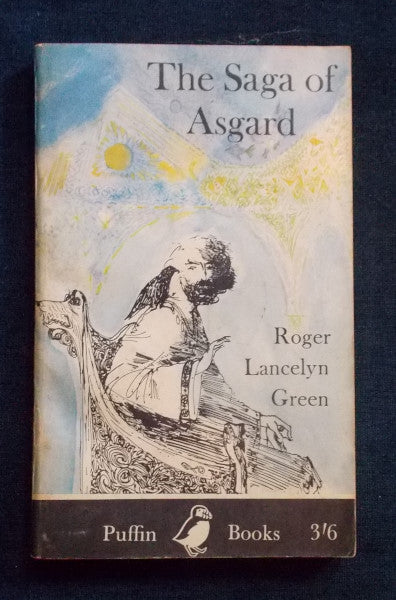 The Saga of
Asgard
Roger
Lancelyn
Green
Puffin Books 3'6